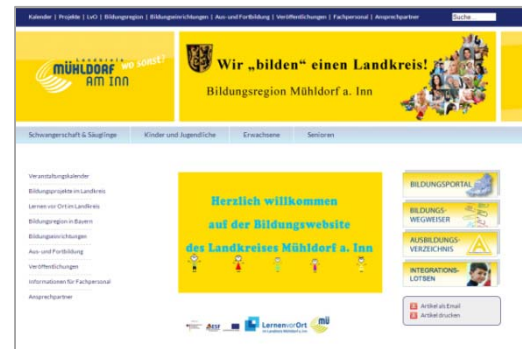 Kalender | Projekte | LvO | Bildungsregion | Bildungseinrichtungen | Aus- und Fortbildung | Veröffentlichungen | Fachpersonal | Ansprechpartner
Suche...
Landkreis
MÜHLDORF wo sonst?
AM INN
Wir „bilden“ einen Landkreis!
Bildungsregion Mühldorf a. Inn
Schwangerschaft & Säuglinge Kinder und Jugendliche Erwachsene Senioren
Veranstaltungskalender
Bildungsprojekte im Landkreis
Lernen vor Ort im Landkreis
Bildungsregion in Bayern
Bildungseinrichtungen
Aus- und Fortbildung
Veröffentlichungen
Informationen für Fachpersonal
Ansprechpartner
Herzlich willkommen
auf der Bildungswebsite
des Landkreises Mühldorf a. Inn
BILDUNGSPORTAL
BILDUNGS-
WEGWEISER
AUSBILDUNGS-
VERZEICHNIS
INTEGRATIONS-
LOTSEN
Artikel als Email
Artikel drucken
ESF
LernenvorOrt
mü